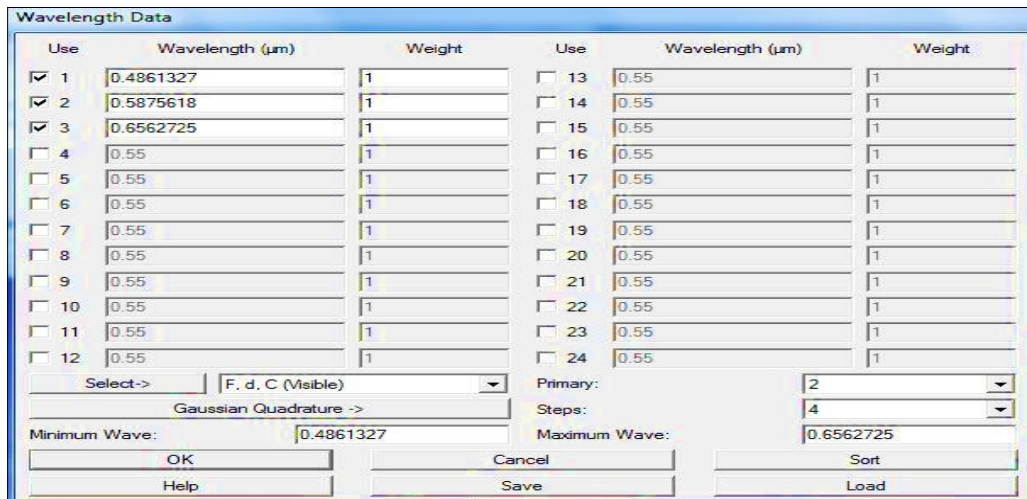 Wavelength Data
Use Wavelength (µm) Weight Use Wavelength (µm) Weight
1 0.4861327 1 13 0.55 1
2 0.5875618 1 14 0.55 1
3 0.6562725 1 15 0.55 1
4 0.55 1 16 0.55 1
5 0.55 1 17 0.55 1
6 0.55 1 18 0.55 1
7 0.55 1 19 0.55 1
8 0.55 1 20 0.55 1
9 0.55 1 21 0.55 1
10 0.55 1 22 0.55 1
11 0.55 1 23 0.55 1
12 0.55 1 24 0.55 1
Select-> F, d, C (Visible) Primary: 2
Gaussian Quadrature -> Steps: 4
Minimum Wave: 0.4861327 Maximum Wave: 0.6562725
OK Cancel Sort
Help Save Load